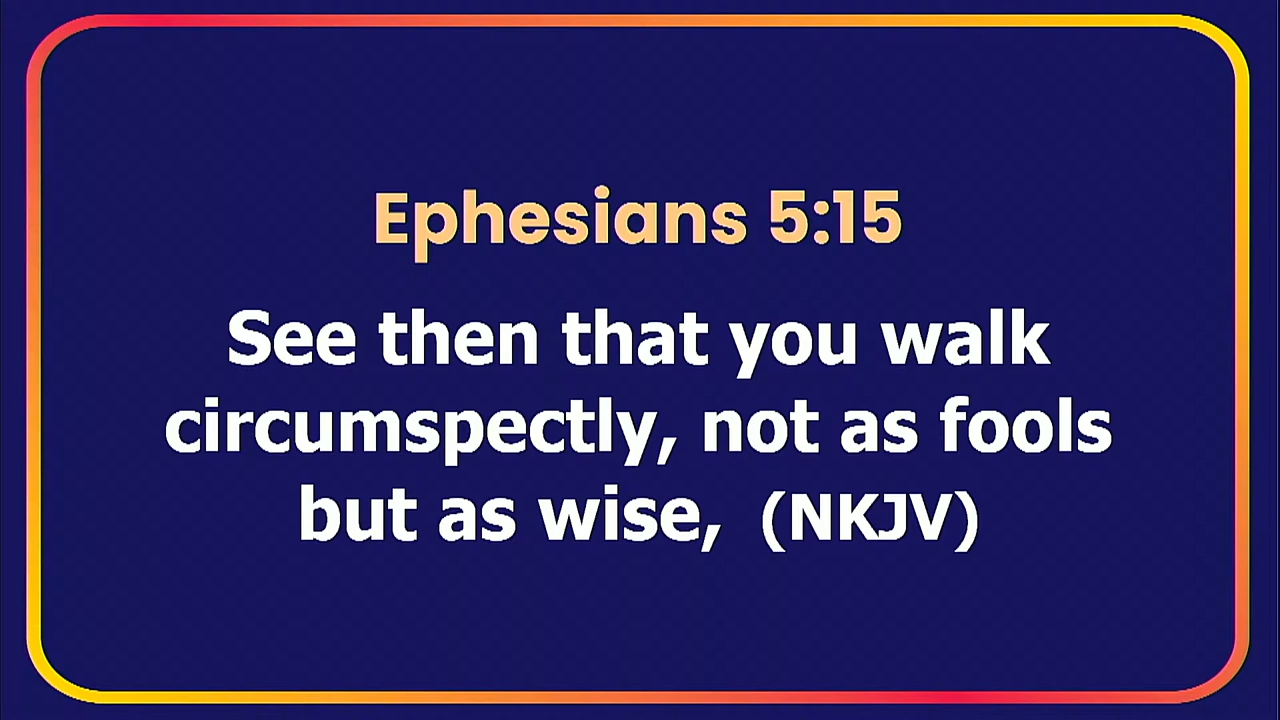 Ephesians 5:15
See then that you walk
circumspectly, not as fools
but as wise, (NKJV)